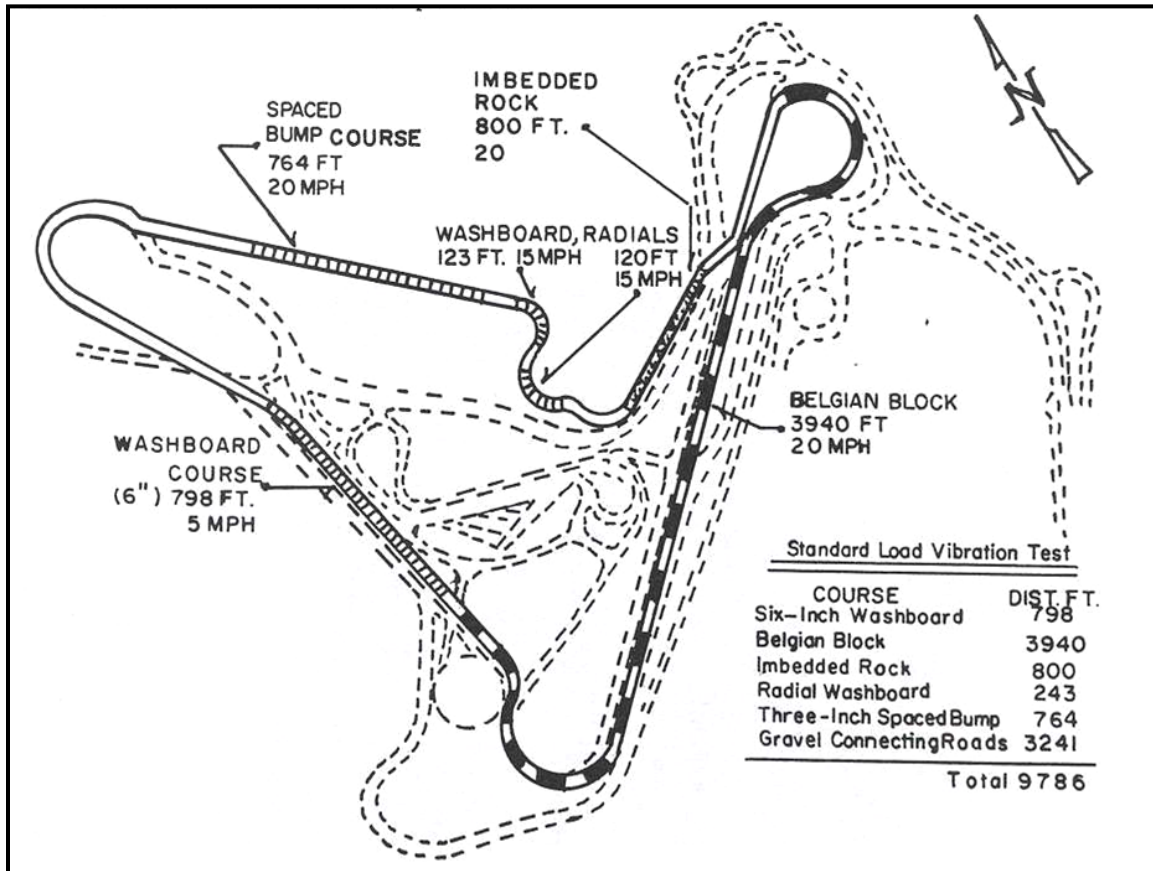 N
IMBEDDED
ROCK
800 FT.
20
SPACED
BUMP COURSE
764 FT
20 MPH
WASHBOARD, RADIALS
123 FT. 15 MPH 120 FT
15 MPH
BELGIAN BLOCK
3940 FT
20 MPH
WASHBOARD
COURSE
(6") 798 FT.
5 MPH
Standard Load Vibration Test
COURSE DIST. FT.
Six-Inch Washboard 798
Belgian Block 3940
Imbedded Rock 800
Radial Washboard 243
Three-Inch Spaced Bump 764
Gravel Connecting Roads 3241
Total 9786